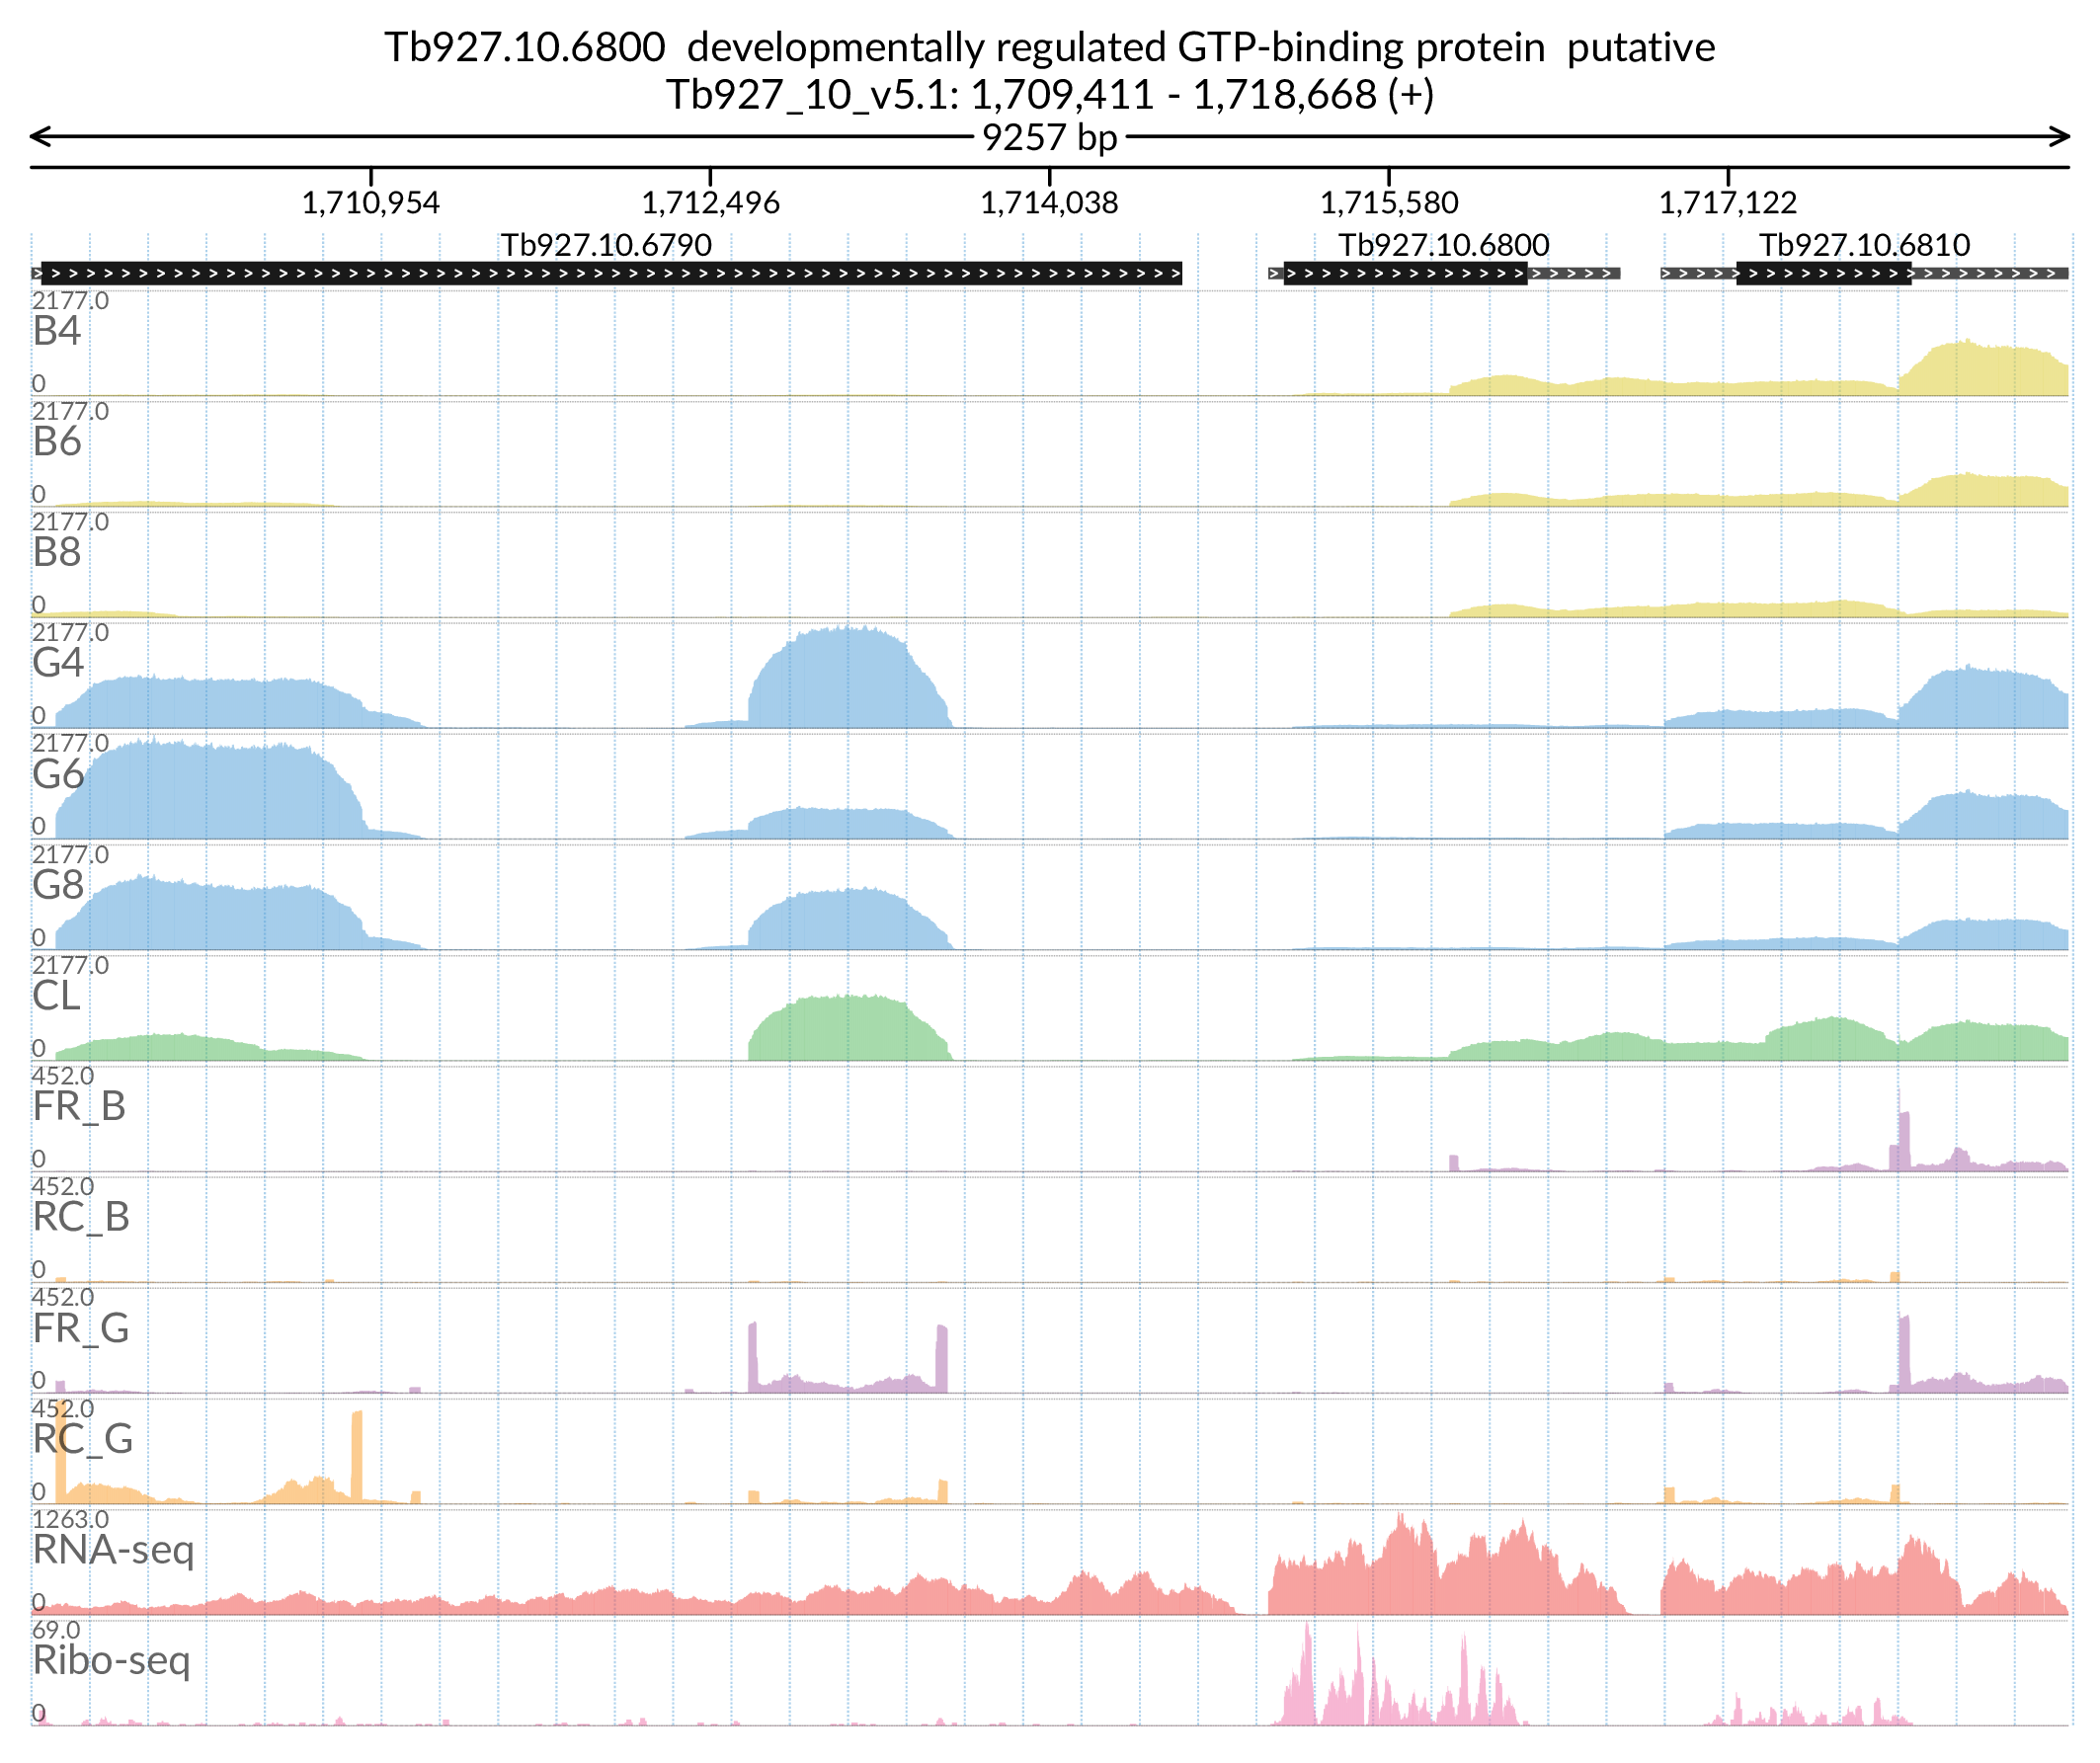 Tb927.10.6800  developmentally regulated GTP-binding protein  putative
Tb927_10_v5.1: 1,709,411 - 1,718,668 (+)
9257 bp
1,710,954 1,712,496 1,714,038 1,715,580 1,717,122
Tb927.10.6790 Tb927.10.6800 Tb927.10.6810
2177.0
B4
0
2177.0
B6
0
2177.0
B8
0
2177.0
G4
0
2177.0
G6
0
2177.0
G8
0
2177.0
CL
0
452.0
FR_B
0
452.0
RC_B
0
452.0
FR_G
0
452.0
RC_G
0
1263.0
RNA-seq
0
69.0
Ribo-seq
0